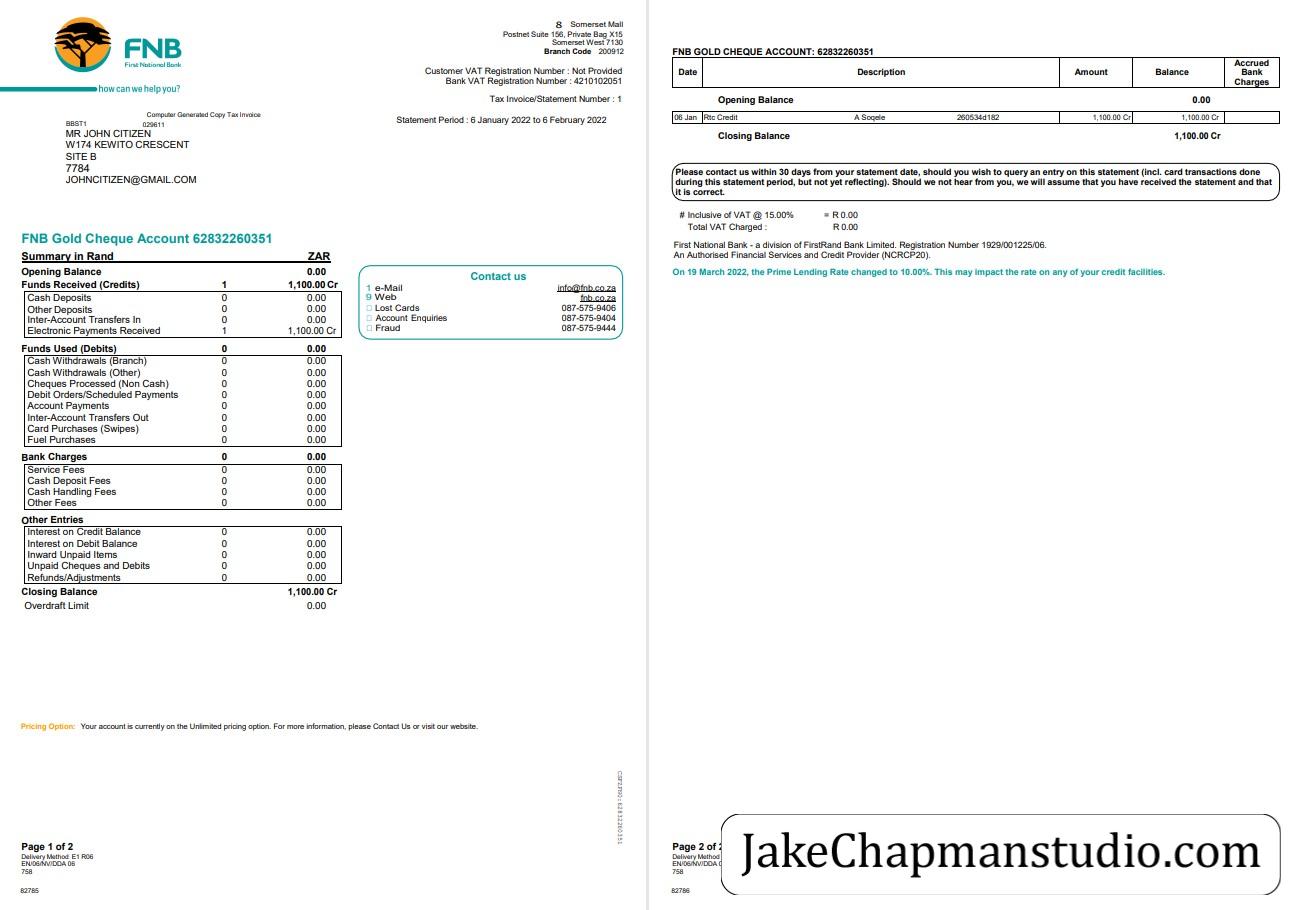 FNB
First National Bank
how can we help you?
8 Somerset Mall
Postnet Suite 156, Private Bag X15
Somerset West 7130
Branch Code 200912
Customer VAT Registration Number : Not Provided
Bank VAT Registration Number : 4210102051
Tax Invoice/Statement Number : 1
Statement Period : 6 January 2022 to 6 February 2022
Computer Generated Copy Tax Invoice
BBST1 029611
MR JOHN CITIZEN
W174 KEWITO CRESCENT
SITE B
7784
JOHNCITIZEN@GMAIL.COM
FNB Gold Cheque Account 62832260351
Summary in Rand ZAR
Opening Balance 0.00
Funds Received (Credits) 1 1,100.00 Cr
Cash Deposits 0 0.00
Other Deposits 0 0.00
Inter-Account Transfers In 0 0.00
Electronic Payments Received 1 1,100.00 Cr
Funds Used (Debits) 0 0.00
Cash Withdrawals (Branch) 0 0.00
Cash Withdrawals (Other) 0 0.00
Cheques Processed (Non Cash) 0 0.00
Debit Orders/Scheduled Payments 0 0.00
Account Payments 0 0.00
Inter-Account Transfers Out 0 0.00
Card Purchases (Swipes) 0 0.00
Fuel Purchases 0 0.00
Bank Charges 0 0.00
Service Fees 0 0.00
Cash Deposit Fees 0 0.00
Cash Handling Fees 0 0.00
Other Fees 0 0.00
Other Entries
Interest on Credit Balance 0 0.00
Interest on Debit Balance 0 0.00
Inward Unpaid Items 0 0.00
Unpaid Cheques and Debits 0 0.00
Refunds/Adjustments 0 0.00
Closing Balance 1,100.00 Cr
Overdraft Limit 0.00
Contact us
1 e-Mail info@fnb.co.za
9 Web fnb.co.za
Lost Cards 087-575-9406
Account Enquiries 087-575-9404
Fraud 087-575-9444
Pricing Option: Your account is currently on the Unlimited pricing option. For more information, please Contact Us or visit our website.
Page 1 of 2
Delivery Method E1 R06
EN/06/NV/DDA 06
758
82785
FNB GOLD CHEQUE ACCOUNT: 62832260351
Date Description Amount Balance Accrued Bank Charges
Opening Balance 0.00
06 Jan Rtc Credit A Soqele 260534d182 1,100.00 Cr 1,100.00 Cr
Closing Balance 1,100.00 Cr
Please contact us within 30 days from your statement date, should you wish to query an entry on this statement (incl. card transactions done
during this statement period, but not yet reflecting). Should we not hear from you, we will assume that you have received the statement and that
it is correct.
# Inclusive of VAT @ 15.00% = R 0.00
Total VAT Charged : R 0.00
First National Bank - a division of FirstRand Bank Limited. Registration Number 1929/001225/06.
An Authorised Financial Services and Credit Provider (NCRCP20).
On 19 March 2022, the Prime Lending Rate changed to 10.00%. This may impact the rate on any of your credit facilities.
Page 2 of 2
Delivery Method
EN/06/NV/DDA
758
82786
JakeChapmanstudio.com